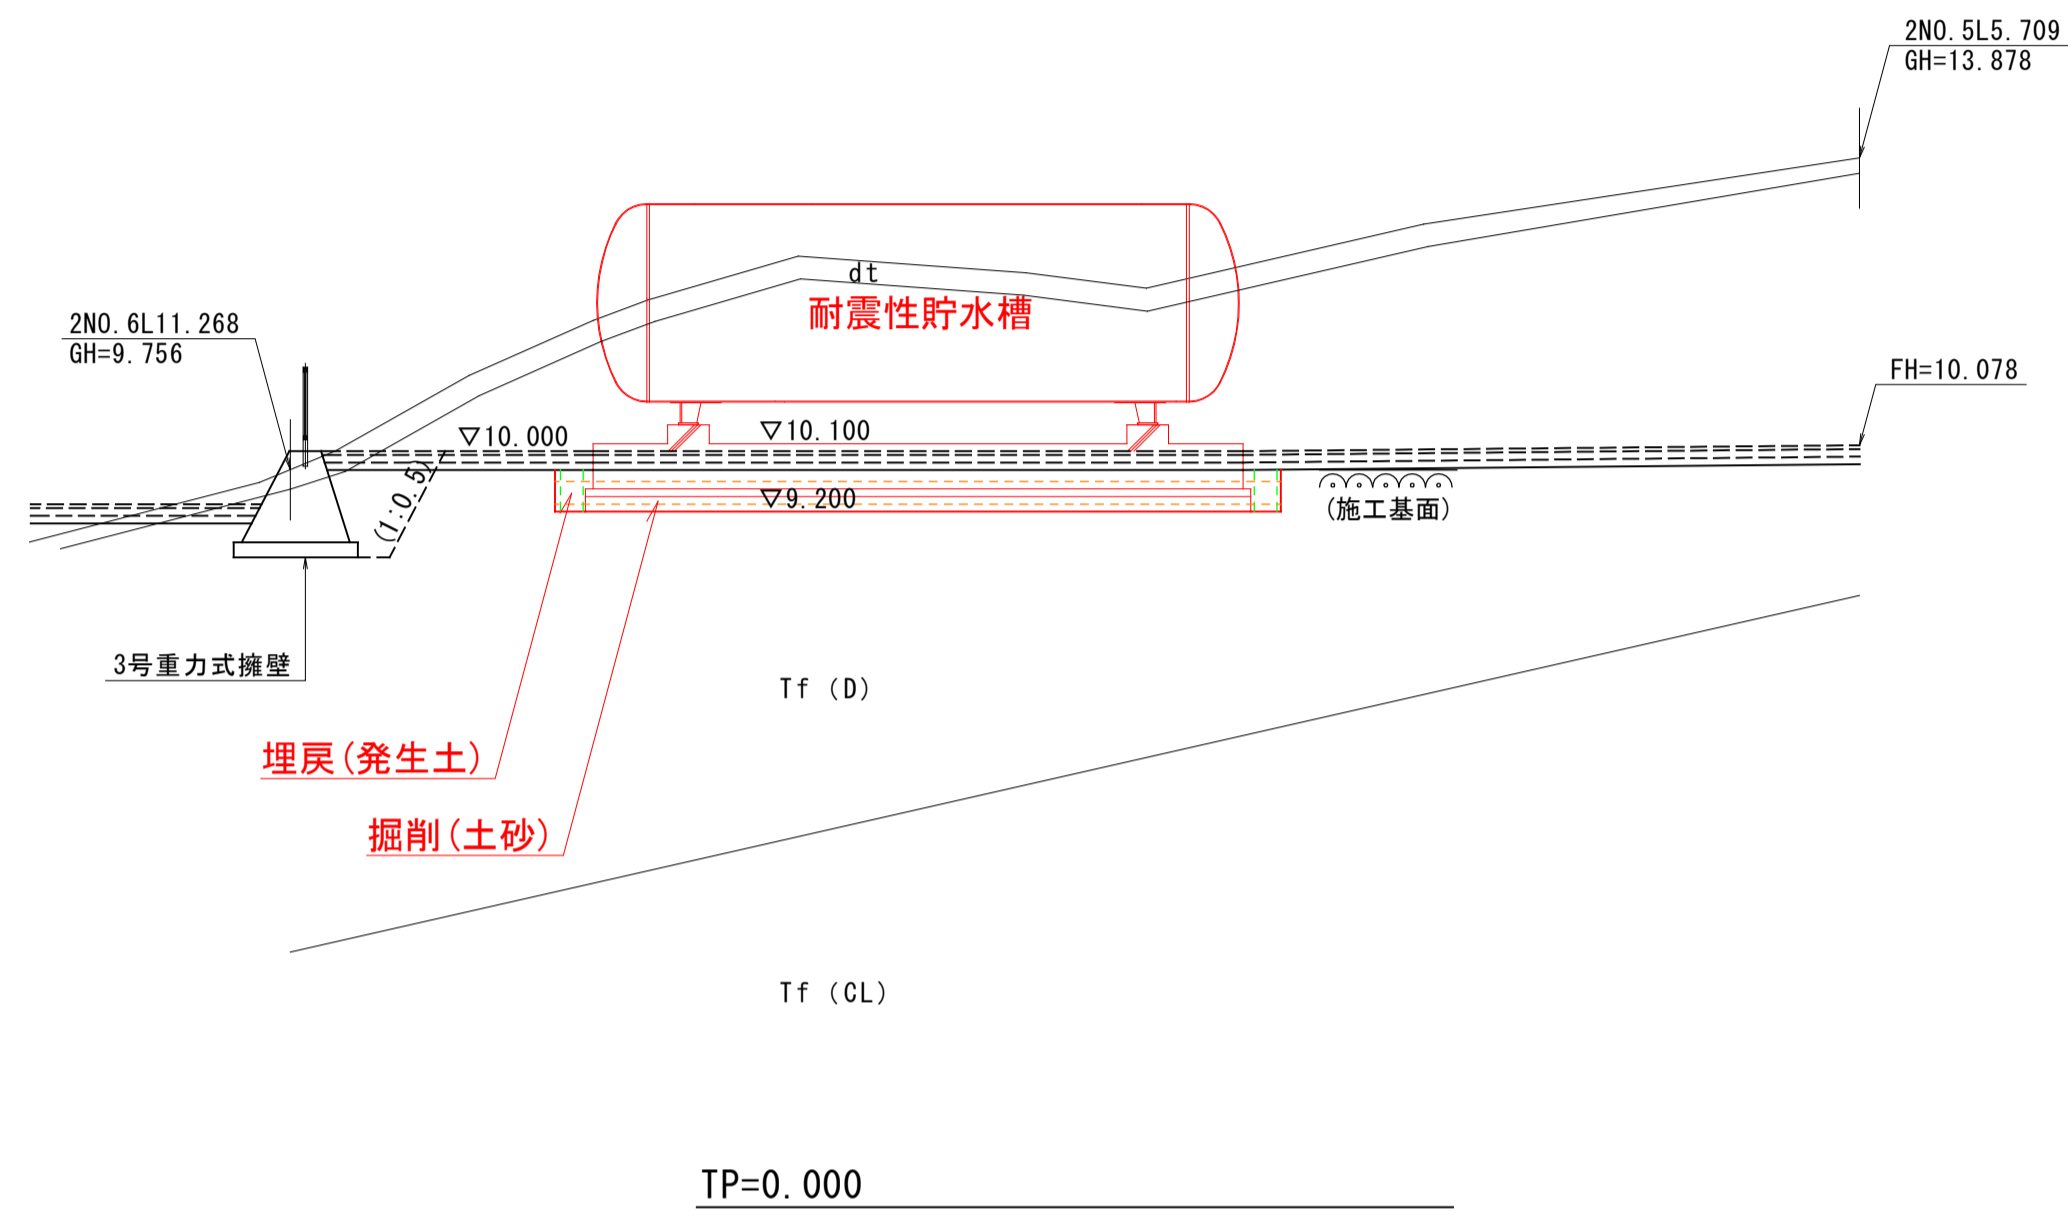 2NO.5L5.709
GH=13.878
dt
耐震性貯水槽
2NO.6L11.268
GH=9.756
FH=10.078
▽10.000
▽10.100
(1:0.5)
▽9.200
(施工基面)
3号重力式擁壁
Tf (D)
埋戻(発生土)
掘削(土砂)
Tf (CL)
TP=0.000